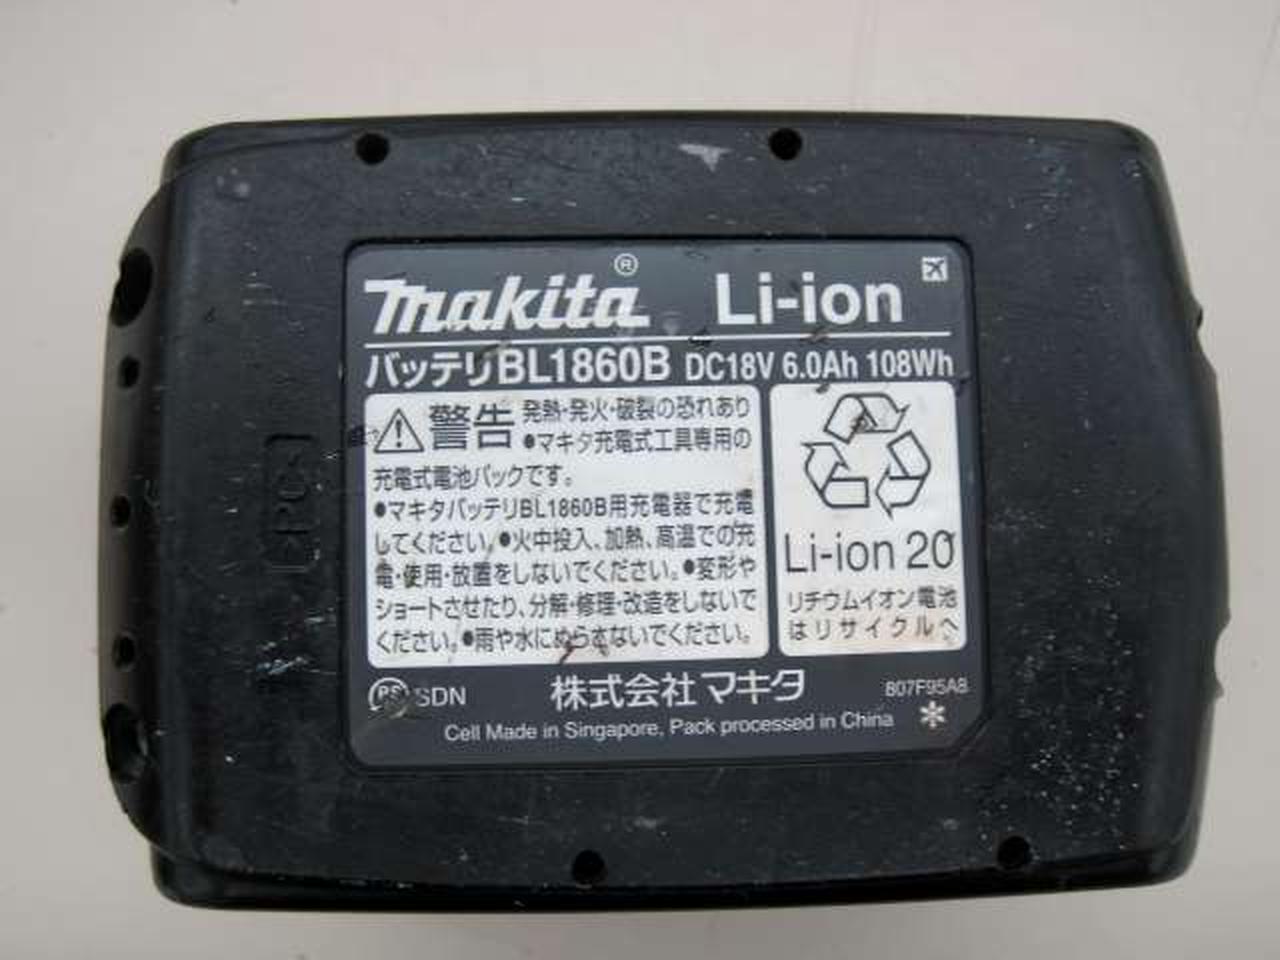 makita® Li-ion
バッテリBL1860B DC18V 6.0Ah 108Wh
警告 発熱・発火・破裂の恐れあり
●マキタ充電式工具専用の
充電式電池パックです。
●マキタバッテリBL1860B用充電器で充電
してください。●火中投入、加熱、高温での充
電・使用・放置をしないでください。●変形や
ショートさせたり、分解・修理・改造をしないで
ください。●雨や水にぬらさないでください。
Li-ion 20
リチウムイオン電池
はリサイクルへ
PS SDN
株式会社マキタ
807F95A8
Cell Made in Singapore, Pack processed in China